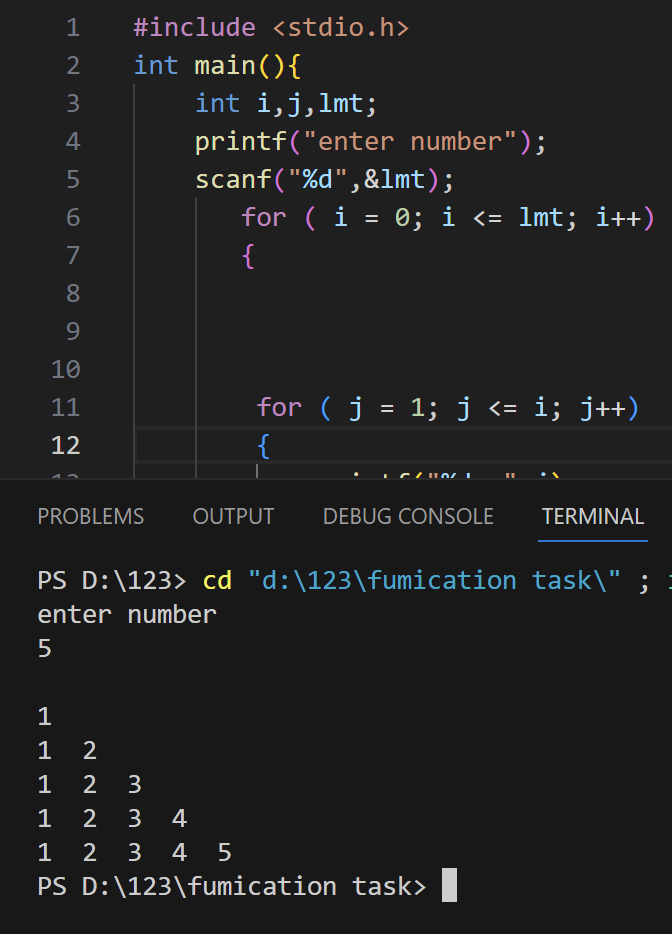 1 #include <stdio.h>
2 int main(){
3 int i,j,lmt;
4 printf("enter number");
5 scanf("%d",&lmt);
6 for ( i = 0; i <= lmt; i++)
7 {
8
9
10
11 for ( j = 1; j <= i; j++)
12 {
PROBLEMS OUTPUT DEBUG CONSOLE TERMINAL
PS D:\123> cd "d:\123\fumication task\" ;
enter number
5
1
1 2
1 2 3
1 2 3 4
1 2 3 4 5
PS D:\123\fumication task>